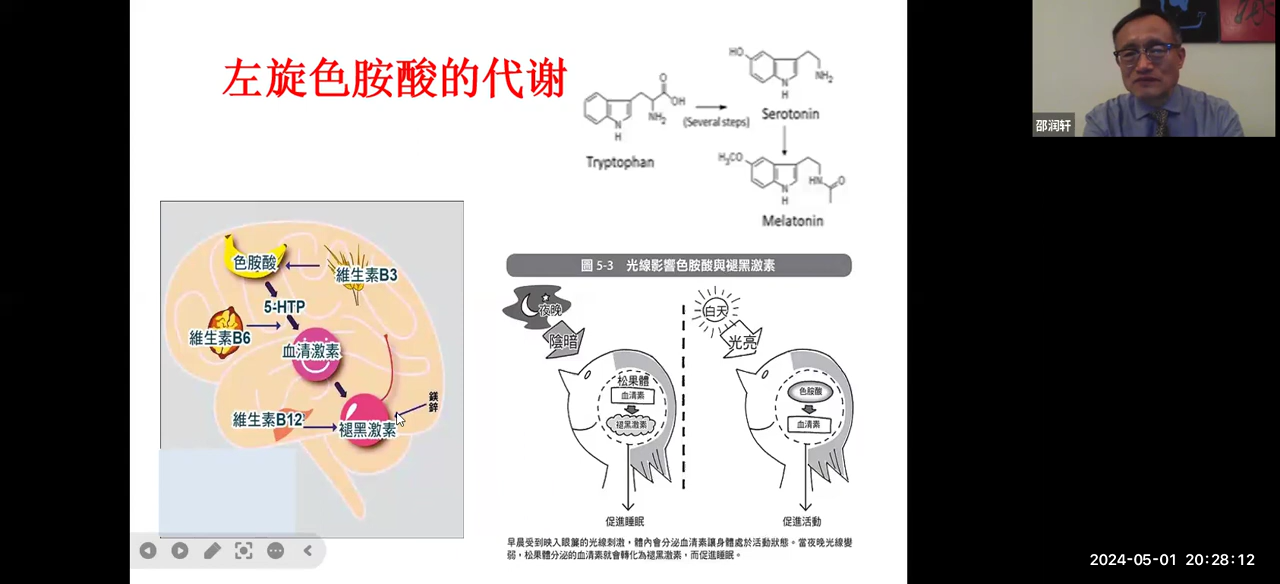 左旋色胺酸的代谢
HO
NH₂
N
H
Serotonin
O
OH
NH₂
N
H
(Several steps)
Tryptophan
H₃CO
HN
O
N
H
Melatonin
色胺酸
維生素B3
5-HTP
維生素B6
血清激素
鎂
鋅
維生素B12
褪黑激素
圖 5-3 光線影響色胺酸與褪黑激素
夜晚
陰暗
松果體
血清素
褪黑激素
促進睡眠
白天
光亮
色胺酸
血清素
促進活動
早晨受到映入眼簾的光線刺激，體內會分泌血清素讓身體處於活動狀態。當夜晚光線變
弱，松果體分泌的血清素就會轉化為褪黑激素，而促進睡眠。
邵润轩
2024-05-01 20:28:12